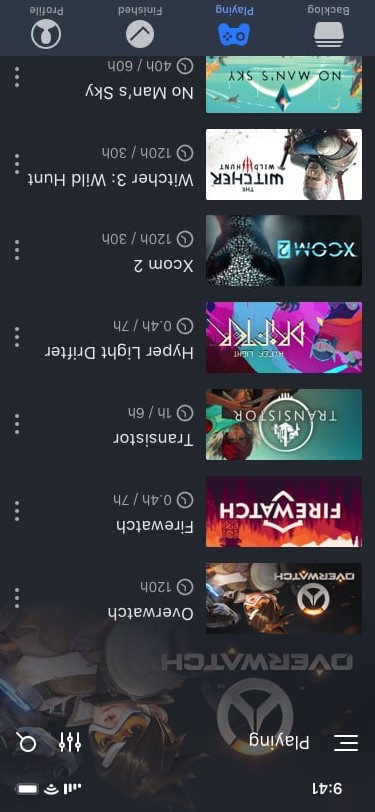 9:41
Playing
OVERWATCH
OVERWATCH
Overwatch
120h
FIREWATCH
Firewatch
0.4h / 7h
TRANSISTOR
Transistor
1h / 6h
HYPER LIGHT
DRIFTER
Hyper Light Drifter
0.4h / 7h
XCOM 2
Xcom 2
120h / 30h
THE
WITCHER
WILD HUNT
Witcher 3: Wild Hunt
120h / 30h
NO MAN'S SKY
No Man's Sky
40h / 60h
Backlog
Playing
Finished
Profile